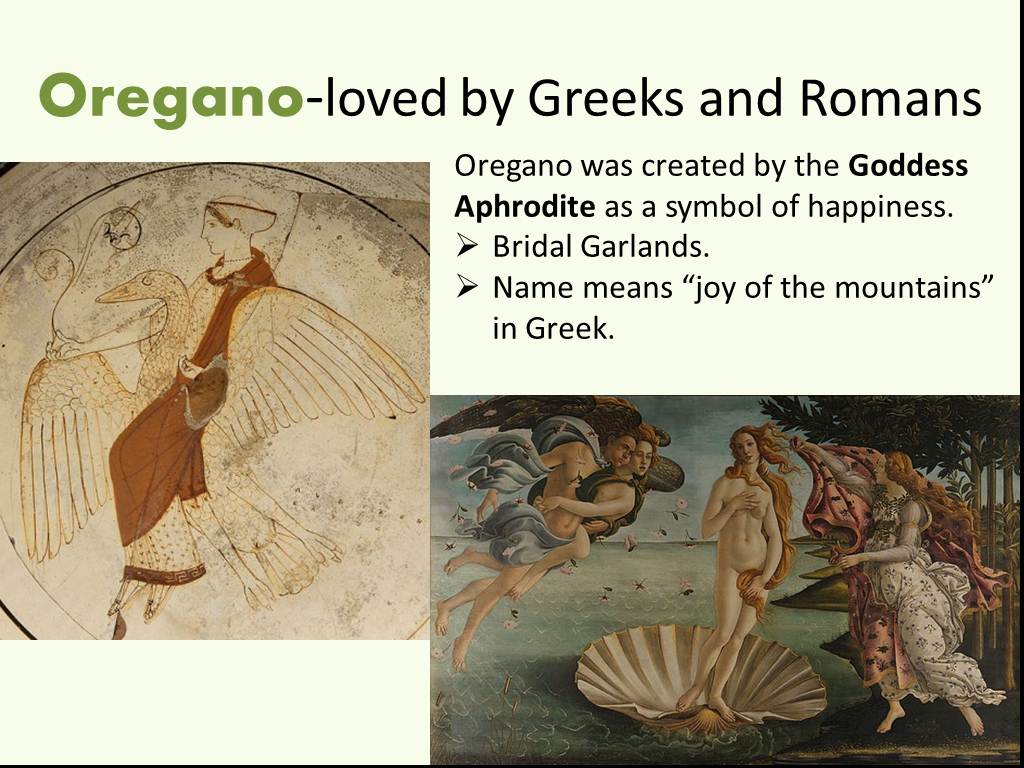 Oregano-loved by Greeks and Romans
Oregano was created by the Goddess
Aphrodite as a symbol of happiness.
➢ Bridal Garlands.
➢ Name means “joy of the mountains”
in Greek.